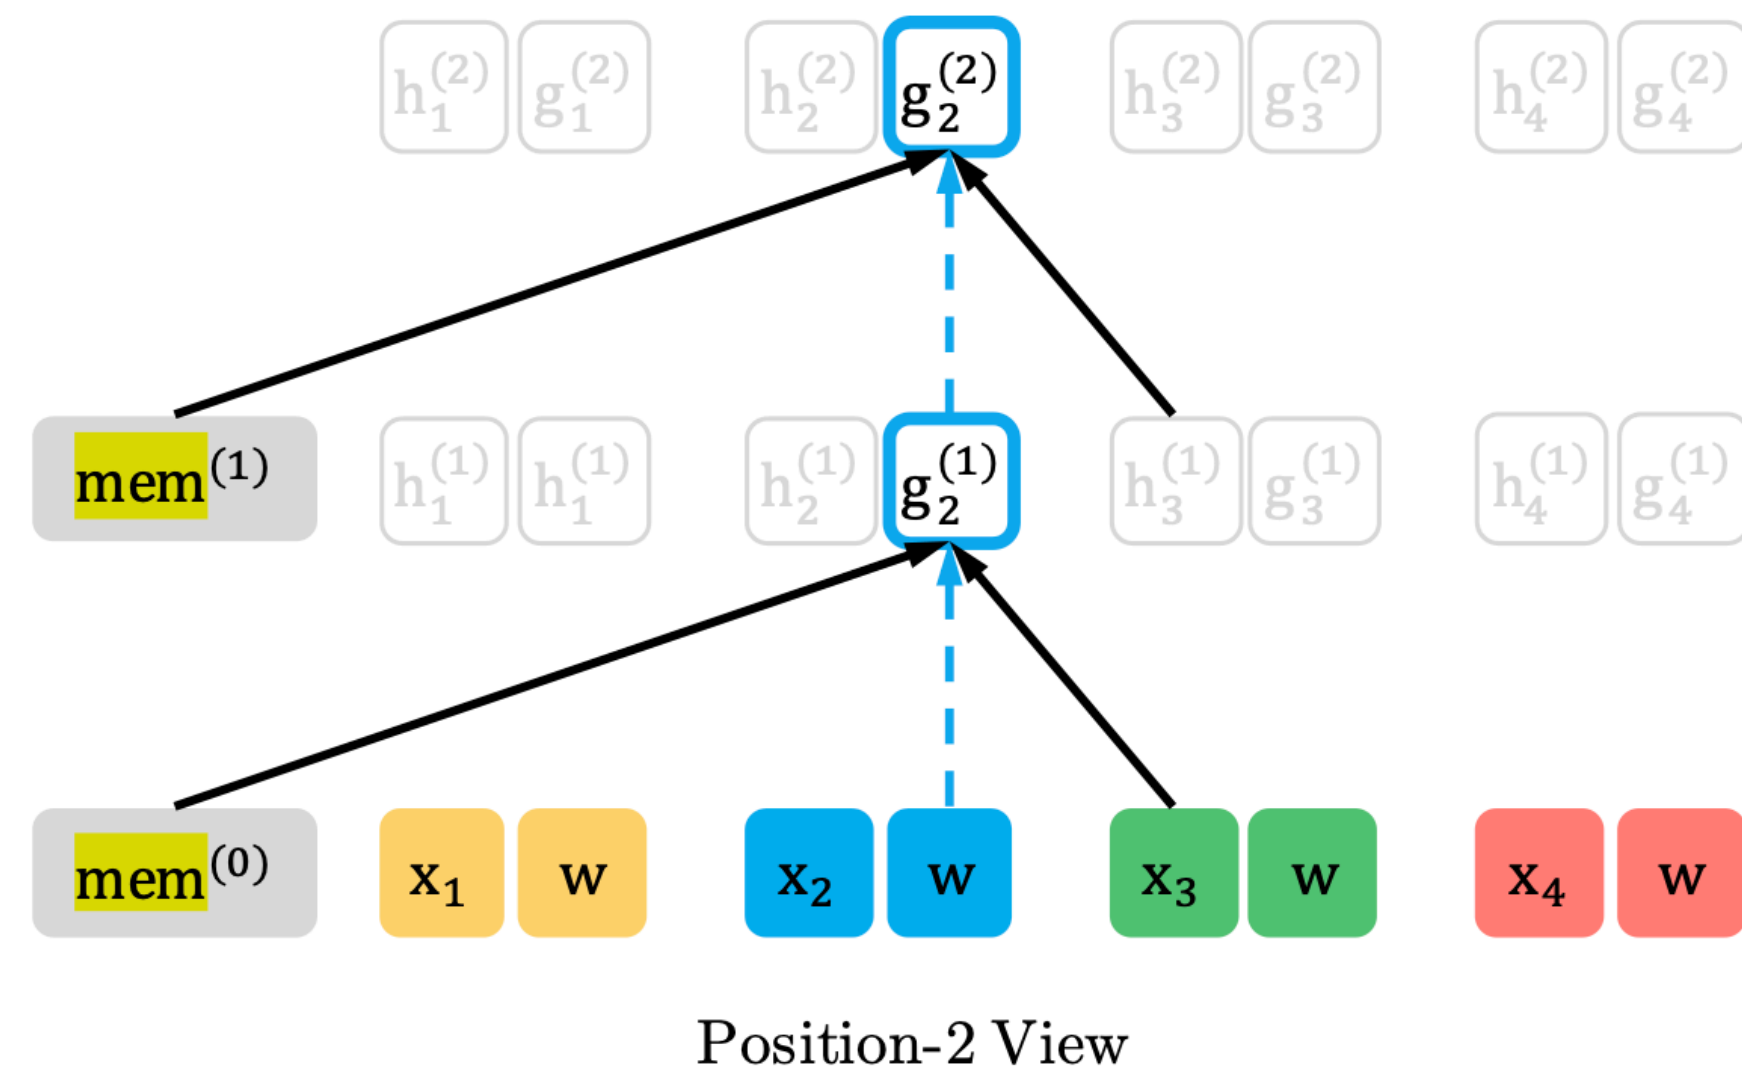 h₁⁽²⁾ g₁⁽²⁾ h₂⁽²⁾ g₂⁽²⁾ h₃⁽²⁾ g₃⁽²⁾ h₄⁽²⁾ g₄⁽²⁾
mem⁽¹⁾ h₁⁽¹⁾ h₁⁽¹⁾ h₂⁽¹⁾ g₂⁽¹⁾ h₃⁽¹⁾ g₃⁽¹⁾ h₄⁽¹⁾ g₄⁽¹⁾
mem⁽⁰⁾ x₁ w x₂ w x₃ w x₄ w
Position-2 View